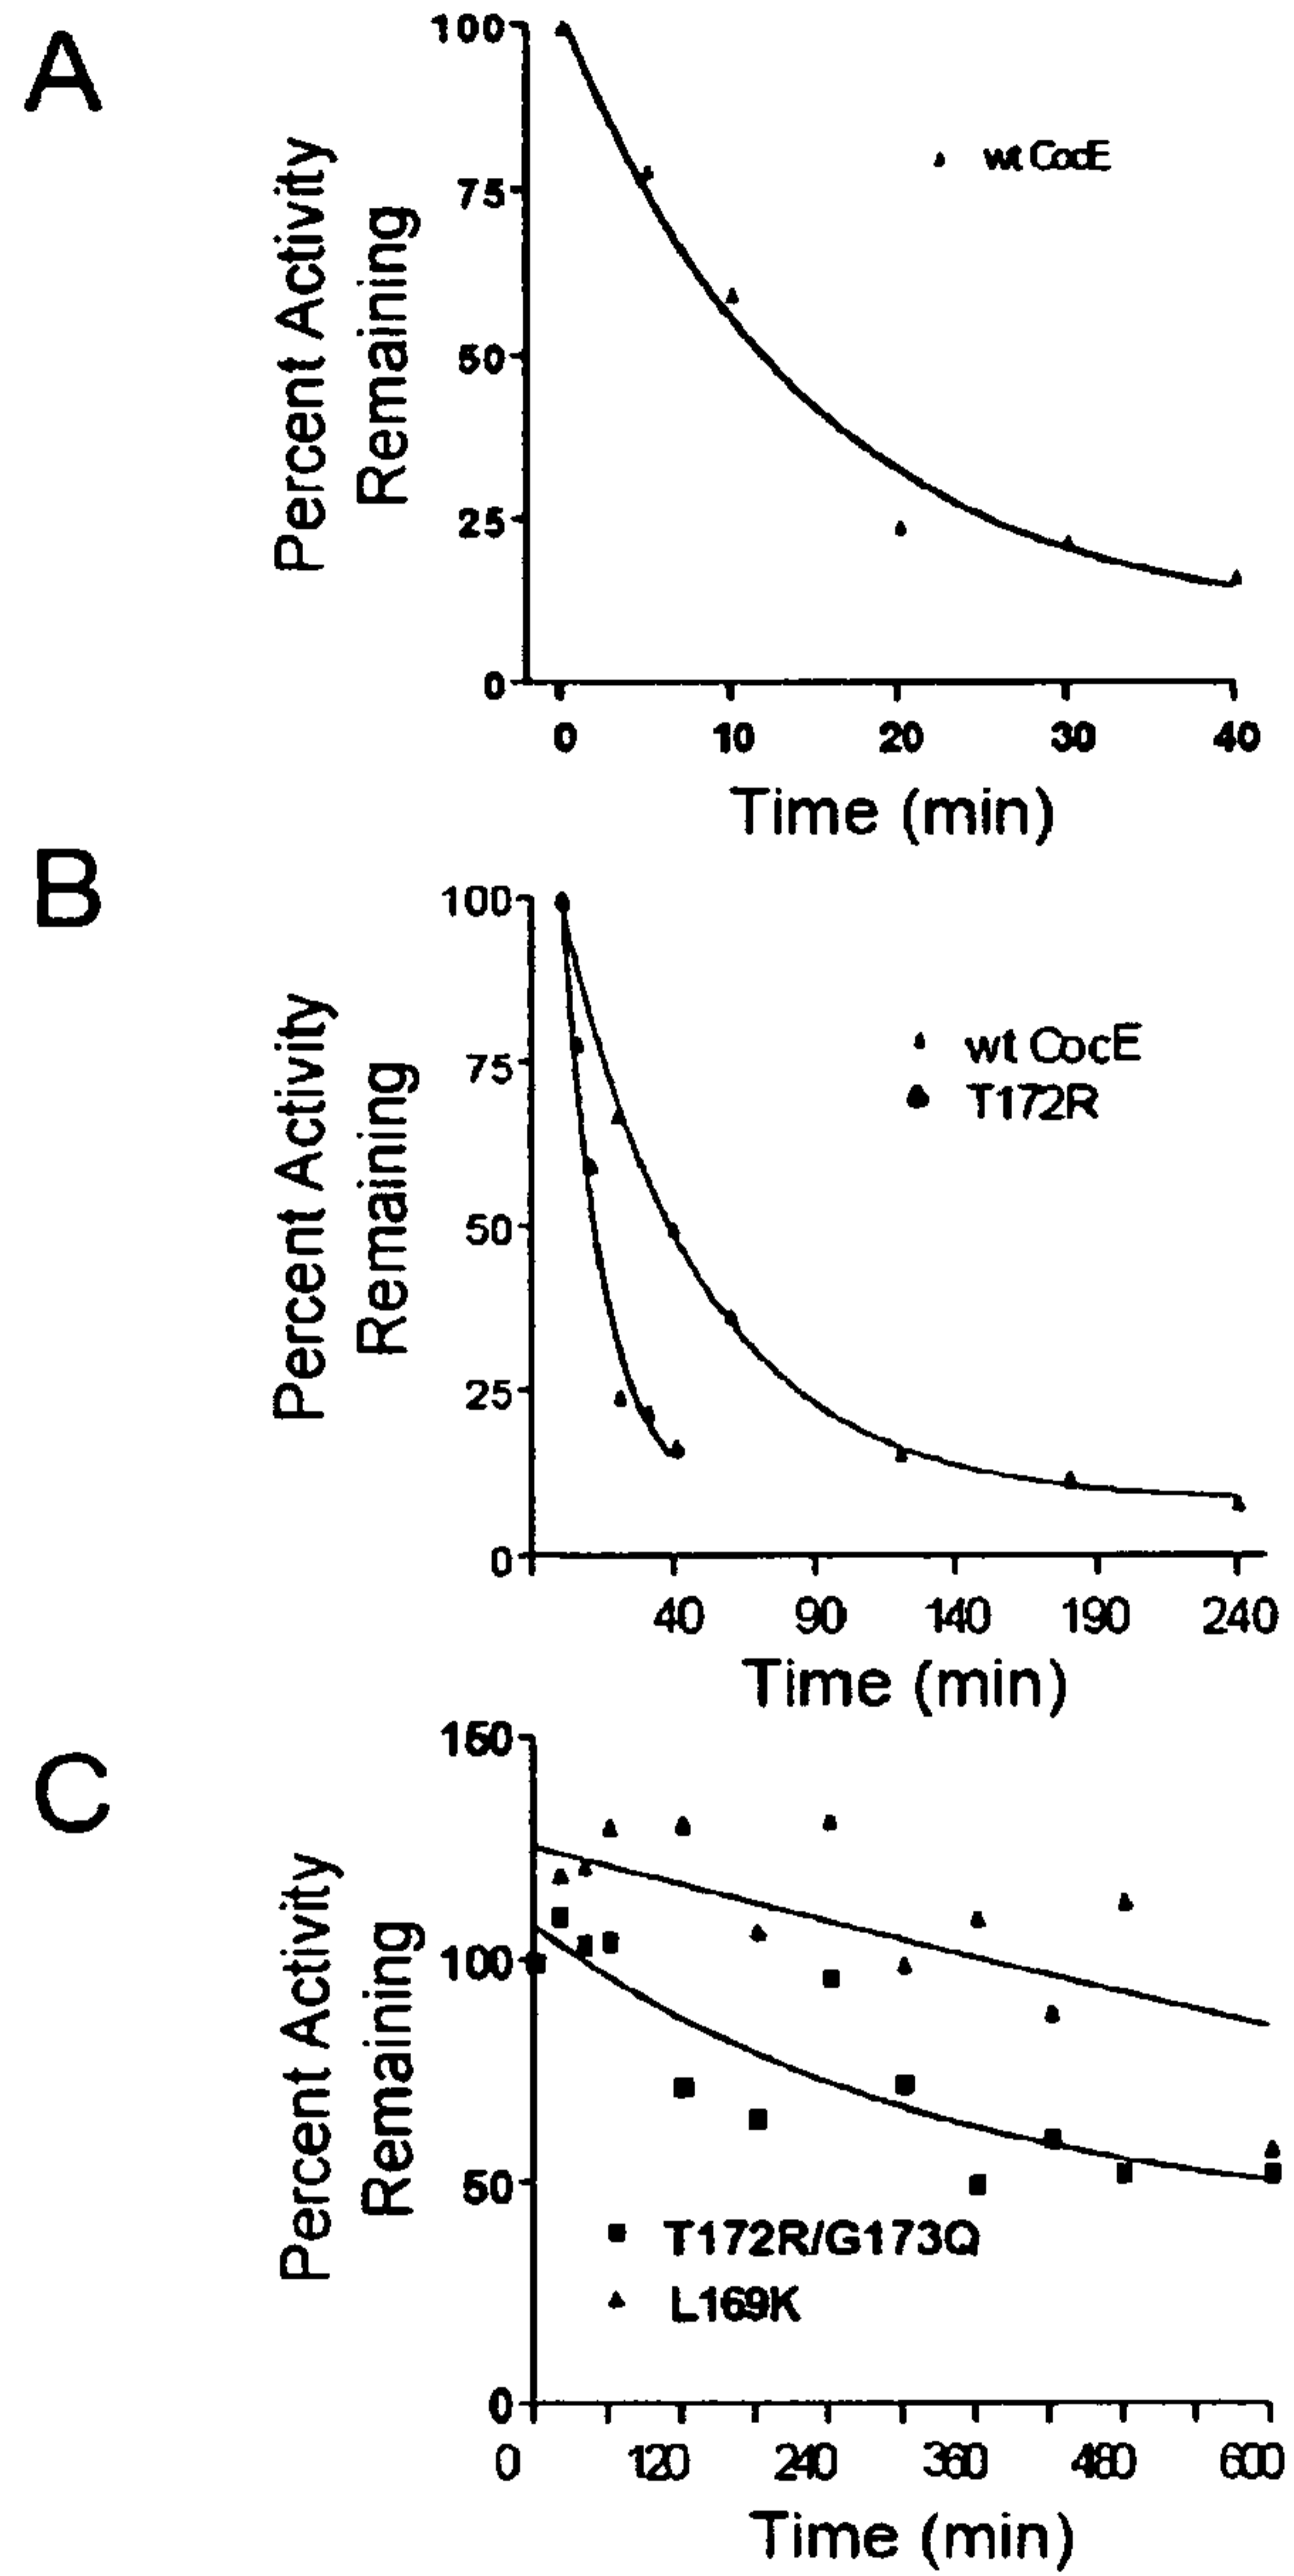 A
Percent Activity
Remaining
100
75
50
25
0
wt CocE
0 10 20 30 40
Time (min)
B
Percent Activity
Remaining
100
75
50
25
0
wt CocE
T172R
40 90 140 190 240
Time (min)
C
Percent Activity
Remaining
150
100
50
0
T172R/G173Q
L169K
0 120 240 360 480 600
Time (min)